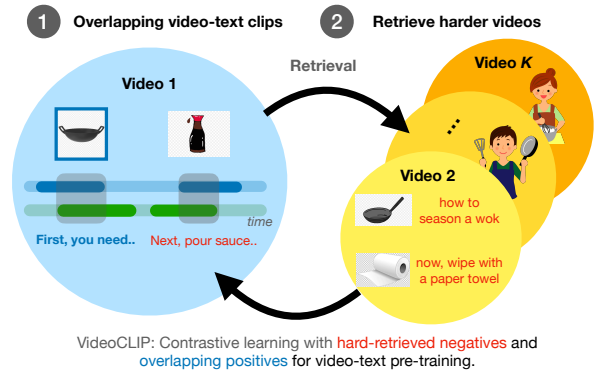 1 Overlapping video-text clips
2 Retrieve harder videos
Video 1
Retrieval
Video K
...
Video 2
how to
season a wok
time
First, you need..
Next, pour sauce..
now, wipe with
a paper towel
VideoCLIP: Contrastive learning with hard-retrieved negatives and
overlapping positives for video-text pre-training.